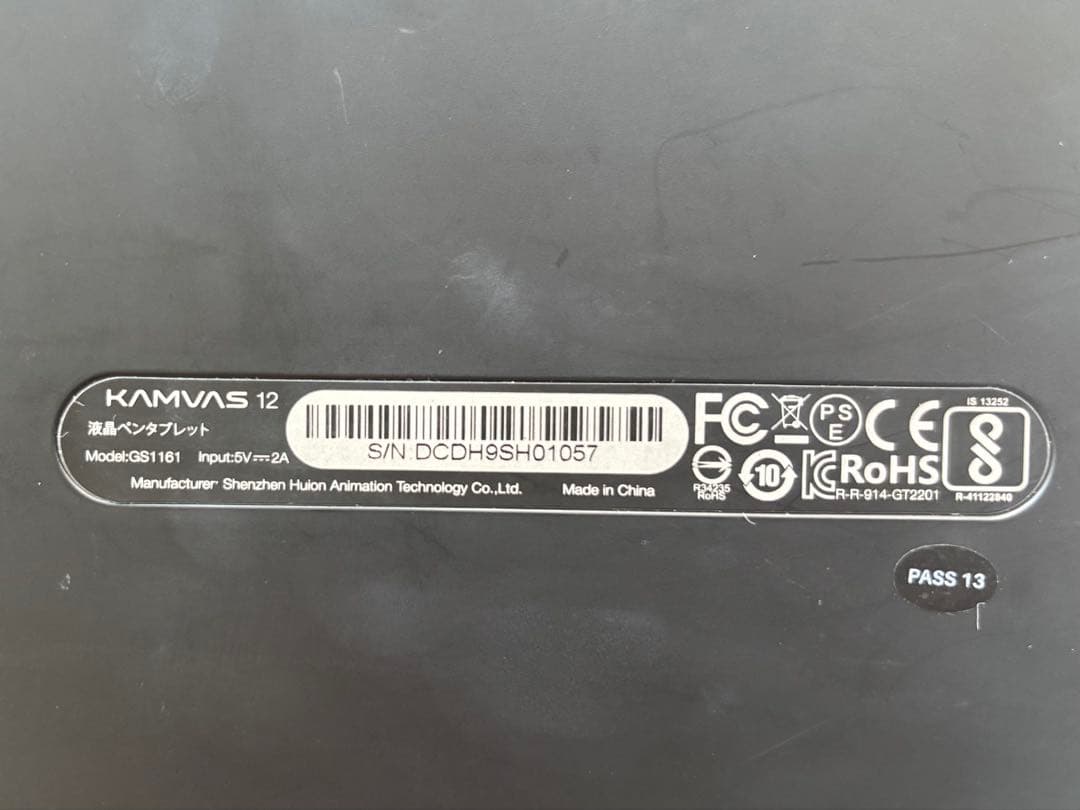 KAMVAS 12
液晶ペンタブレット
Model:GS1161 Input:5V⎓2A
S/N:DCDH9SH01057
Manufacturer: Shenzhen Huion Animation Technology Co.,Ltd. Made in China
FC
PS
E
CE
IS 13252
R34235
RoHS
10
KC
RoHS
R-R-914-GT2201
R-41122840
PASS 13